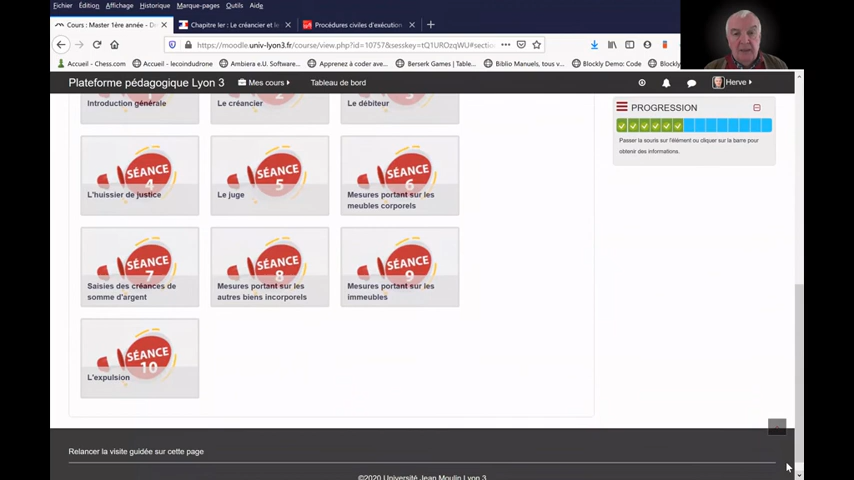 Fichier Édition Affichage Historique Marque-pages Outils Aide
Cours : Master 1ère année - D
Chapitre Ier : Le créancier et le
Procédures civiles d'exécution.
https://moodle.univ-lyon3.fr/course/view.php?id=10757&sesskey=tQ1UROzqWU#sectio
Accueil - Chess.com
Accueil - lecoindudrone
Ambiera e.U. Software...
Apprenez à coder avec...
Berserk Games (Tablet...
Biblio Manuels, tous v...
Blockly Demo: Code
Blockly
Plateforme pédagogique Lyon 3
Mes cours
Tableau de bord
Herve
Introduction générale
Le créancier
Le débiteur
PROGRESSION
Passer la souris sur l'élément ou cliquer sur la barre pour
obtenir des informations.
SÉANCE
4
L'huissier de justice
SÉANCE
5
Le juge
SÉANCE
6
Mesures portant sur les
meubles corporels
SÉANCE
7
Saisies des créances de
somme d'argent
SÉANCE
8
Mesures portant sur les
autres biens incorporels
SÉANCE
9
Mesures portant sur les
immeubles
SÉANCE
10
L'expulsion
Relancer la visite guidée sur cette page
©2020 Université Jean Moulin Lyon 3